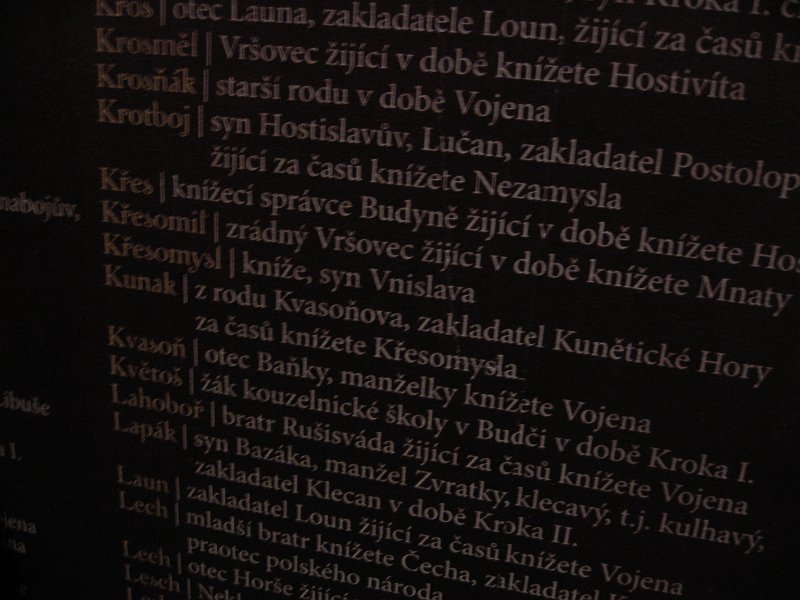 Kros | otec Launa, zakladatele Loun, žijící za časů
Krosměl | Vršovec žijící v době knížete Hostivíta
Krosňák | starší rodu v době Vojena
Krotboj | syn Hostislavův, Lučan, zakladatel Postolop
žijící za časů knížete Nezamysla
Křes | knížecí správce Budyně žijící v době knížete Hos
Křesomil | zrádný Vršovec žijící v době knížete Mnaty
Křesomysl | kníže, syn Vnislava
Kunak | z rodu Kvasoňova, zakladatel Kunětické Hory
za časů knížete Křesomysla
Kvasoň | otec Baňky, manželky knížete Vojena
Květoš | žák kouzelnické školy v Budči v době Kroka I.
Lahoboř | bratr Rušisváda žijící za časů knížete Vojena
Lapák | syn Bazáka, manžel Zvratky, klecavý, t.j. kulhavý,
zakladatel Klecan v době Kroka II.
Laun | zakladatel Loun žijící za časů knížete Vojena
Lech | mladší bratr knížete Čecha, zakladatel
praotec polského národa
Lech | otec Horše žijící
Lesch |
nabojův,